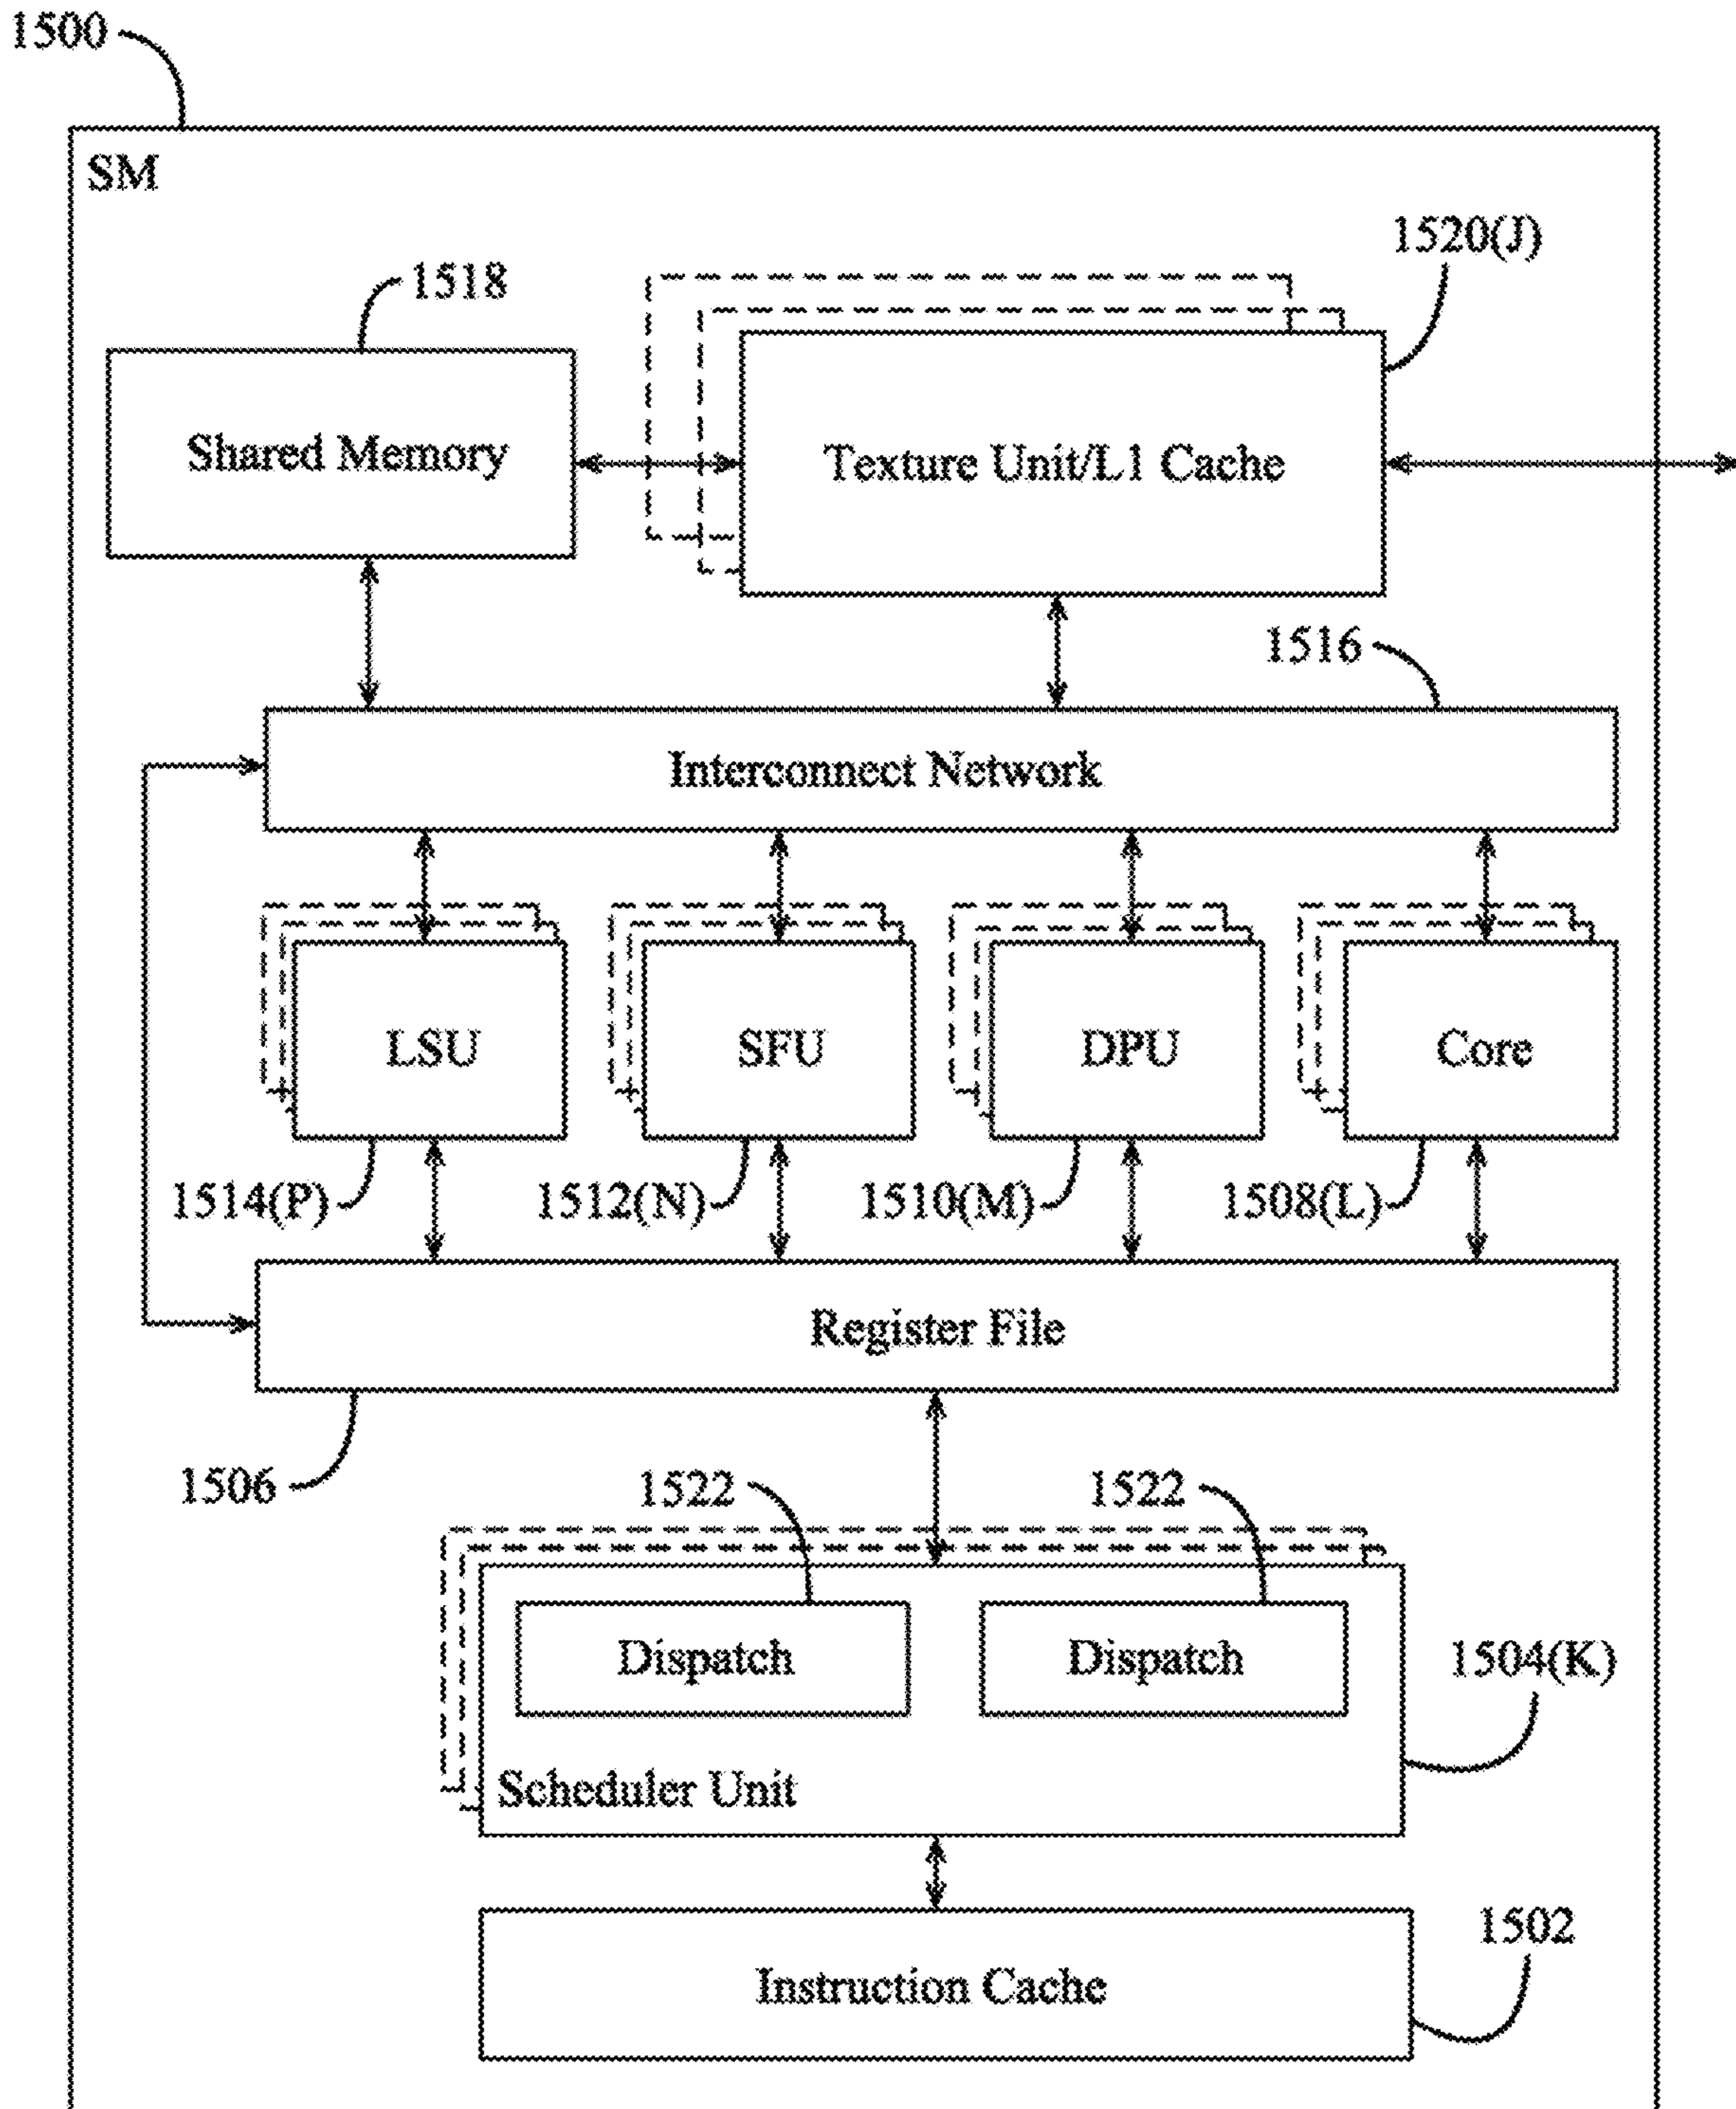 1500
SM
1520(J)
1518
Shared Memory
Texture Unit/L1 Cache
1516
Interconnect Network
LSU
SFU
DPU
Core
1514(P)
1512(N)
1510(M)
1508(L)
Register File
1506
1522
1522
Dispatch
Dispatch
1504(K)
Scheduler Unit
1502
Instruction Cache